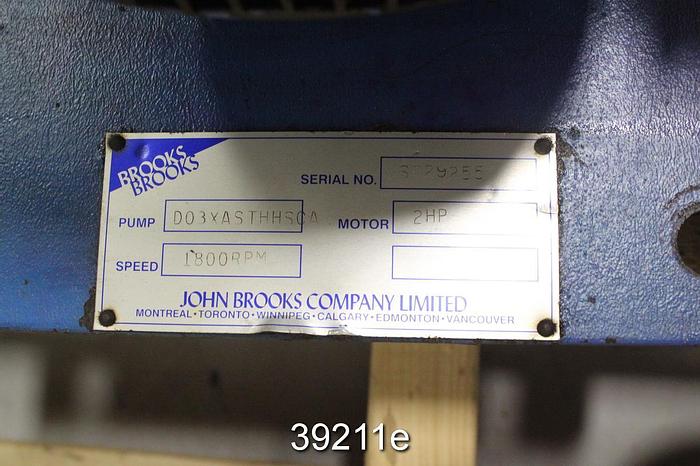 BROOKS
BROOKS
SERIAL NO.
PUMP D03XASTHHSCA MOTOR 2HP
SPEED 1800RPM
JOHN BROOKS COMPANY LIMITED
MONTREAL • TORONTO • WINNIPEG • CALGARY • EDMONTON • VANCOUVER
39211e